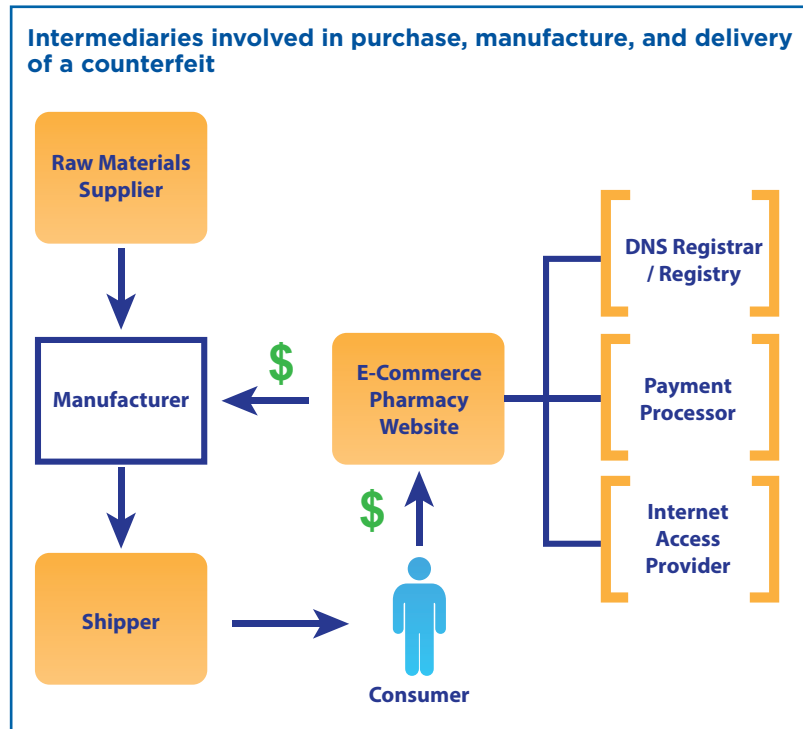 Intermediaries involved in purchase, manufacture, and delivery
of a counterfeit
Raw Materials
Supplier
DNS Registrar
/ Registry
$
Manufacturer
E-Commerce
Pharmacy
Website
Payment
Processor
$
Internet
Access
Provider
Shipper
Consumer